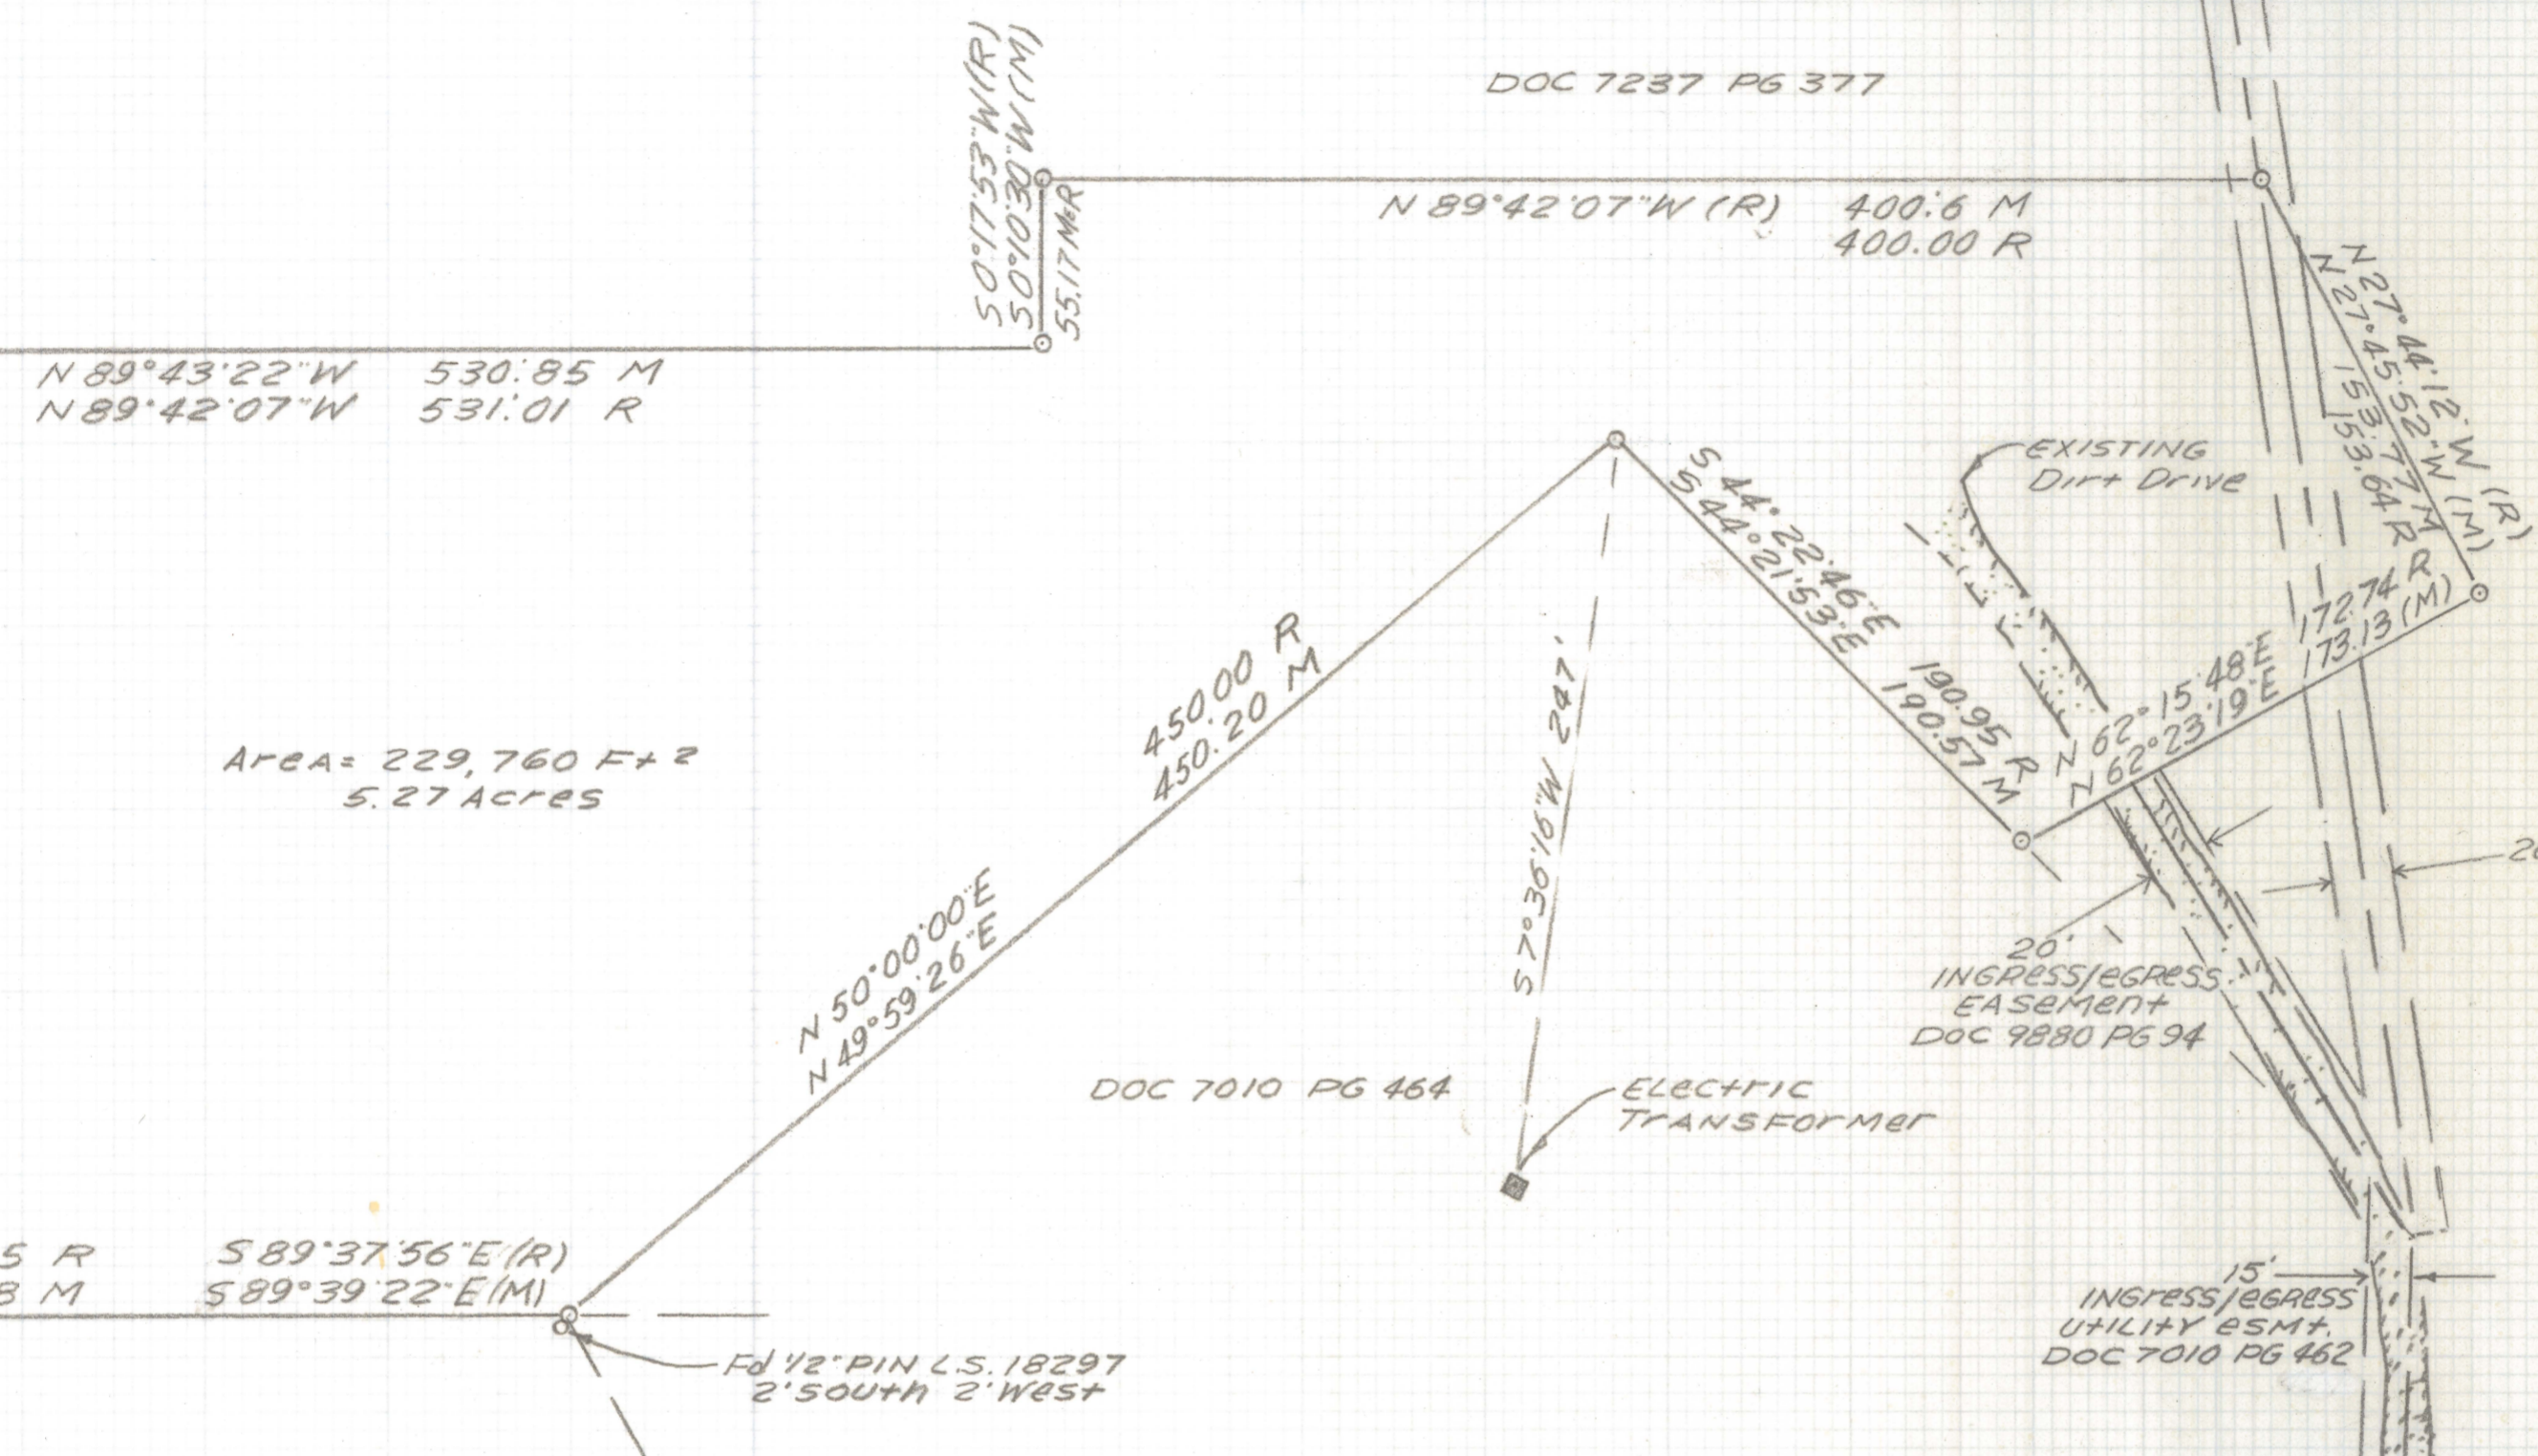 DOC 7237 PG 377
S 0°17'53"W(R)
S 0°10'30"W(M)
55.17 M&R
N 89°42'07"W (R) 400.'6 M
400.00 R
N 89°43'22"W 530.'85 M
N 89°42'07"W 531.'01 R
N 27°44'12"W (R)
N 27°45'52"W (M)
153.77 M
153.64 R
EXISTING
Dirt Drive
S 44°22'46"E 190.95 R
S 44°21'53"E 190.57 M
N 62°15'48"E 172.74 R
N 62°23'19"E 173.13 (M)
450.00 R
450.20 M
N 50°00'00"E
N 49°59'26"E
S 7°36'16"W 247'
Area= 229,760 Ft 2
5.27 Acres
20'
INGRESS/EGRESS
EASEMENT
DOC 9880 PG 94
DOC 7010 PG 464
ELECTRIC
TRANSFORMER
5 R S 89°37'56"E (R)
8 M S 89°39'22"E (M)
15'
INGRESS/EGRESS
UTILITY ESMT.
DOC 7010 PG 462
Fd 1/2" PIN L.S. 18297
2' South 2' West